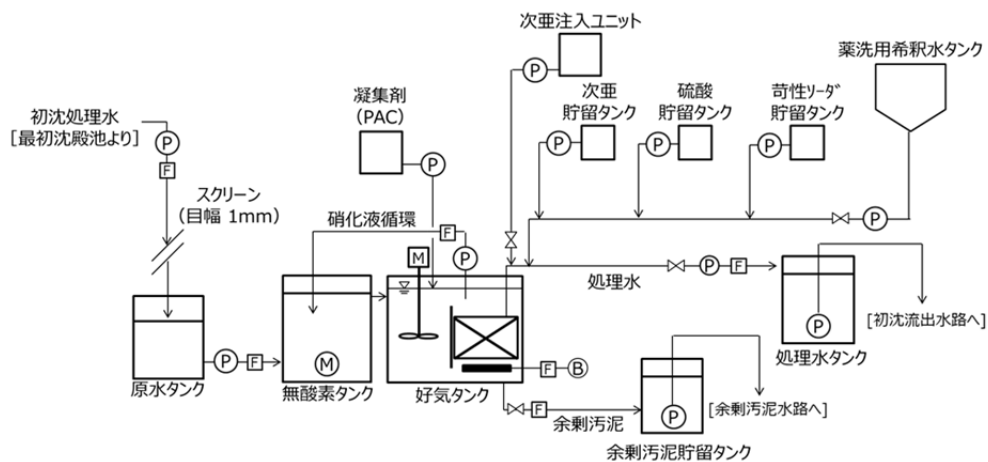 次亜注入ユニット
P
薬洗用希釈水タンク
初沈処理水
[最初沈殿池より]
P
F
凝集剤
(PAC)
P
次亜
貯留タンク
P
硫酸
貯留タンク
P
苛性ソーダ
貯留タンク
P
スクリーン
(目幅 1mm)
硝化液循環
F
P
M
P
処理水
P
F
P
[初沈流出水路へ]
処理水タンク
P
F
原水タンク
M
無酸素タンク
好気タンク
F
B
F
余剰汚泥
P
[余剰汚泥水路へ]
余剰汚泥貯留タンク